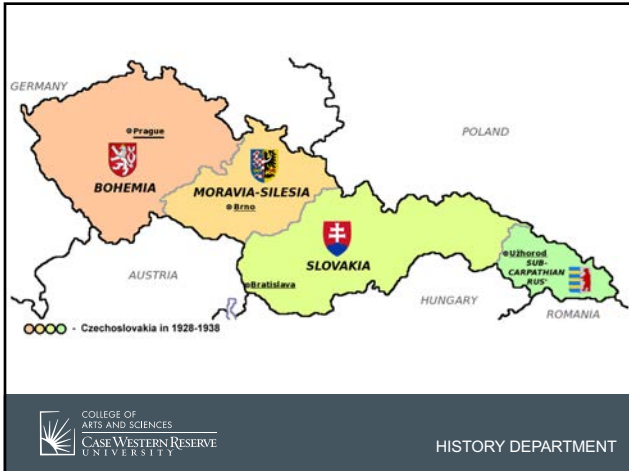 GERMANY
Prague
POLAND
BOHEMIA
MORAVIA-SILESIA
Brno
Užhorod
SUB-
CARPATHIAN
RUS'
SLOVAKIA
AUSTRIA
Bratislava
HUNGARY
ROMANIA
- Czechoslovakia in 1928-1938
COLLEGE OF
ARTS AND SCIENCES
CASE WESTERN RESERVE
UNIVERSITY
HISTORY DEPARTMENT